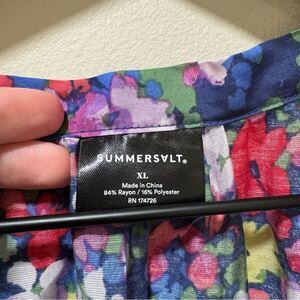 SUMMERSALT®
XL
Made in China
84% Rayon / 16% Polyester
RN 174726